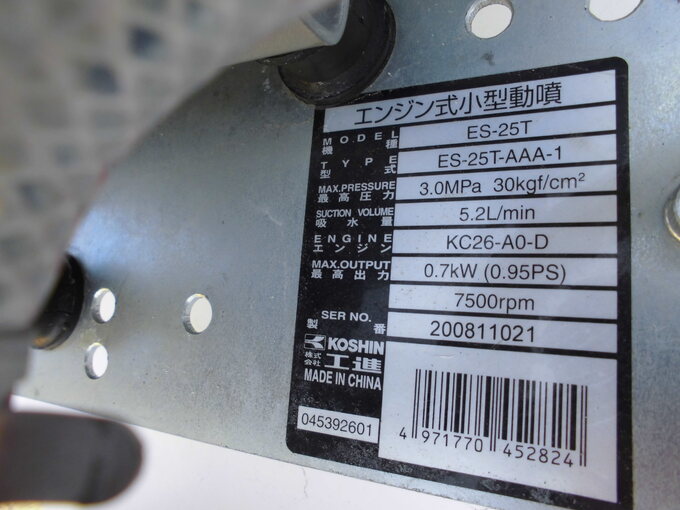 エンジン式小型動噴
MODEL 機種 ES-25T
TYPE 型式 ES-25T-AAA-1
MAX.PRESSURE 最高圧力 3.0MPa 30kgf/cm²
SUCTION VOLUME 吸水量 5.2L/min
ENGINE エンジン KC26-A0-D
MAX.OUTPUT 最高出力 0.7kW (0.95PS)
7500rpm
SER NO. 製番 200811021
KOSHIN
株式会社 工進
MADE IN CHINA
045392601
4 971770 452824